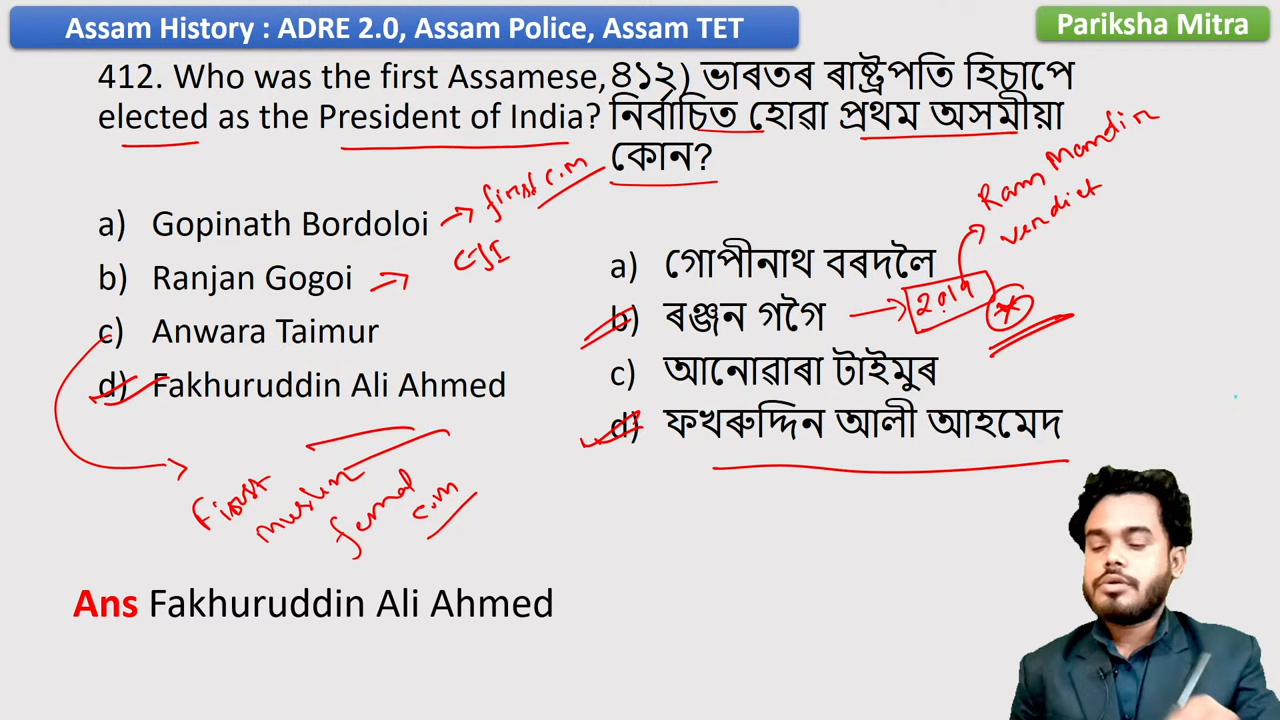 Assam History : ADRE 2.0, Assam Police, Assam TET
Pariksha Mitra
412. Who was the first Assamese,
elected as the President of India?
a) Gopinath Bordoloi
b) Ranjan Gogoi
c) Anwara Taimur
d) Fakhuruddin Ali Ahmed
first c.m
CJI
First
muslim
femal
c.m
Ans Fakhuruddin Ali Ahmed
৪১২) ভাৰতৰ ৰাষ্ট্ৰপতি হিচাপে
নিৰ্বাচিত হোৱা প্ৰথম অসমীয়া
কোন?
a) গোপীনাথ বৰদলৈ
b) ৰঞ্জন গগৈ
c) আনোৱাৰা টাইমুৰ
d) ফখৰুদ্দিন আলী আহমেদ
2019
Ram Mandir
verdict